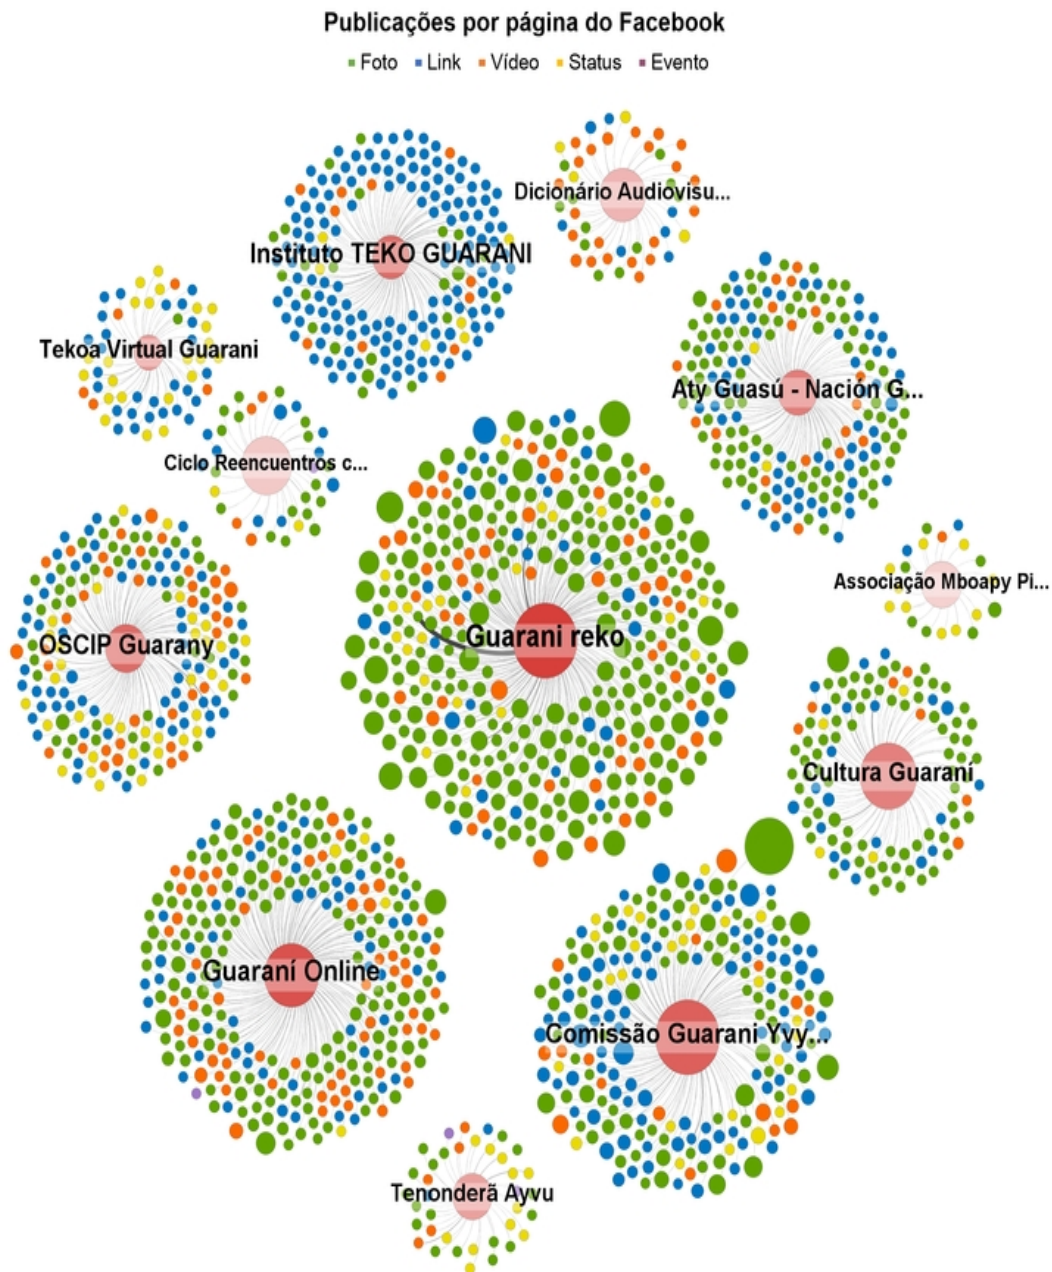 Publicações por página do Facebook
Foto Link Vídeo Status Evento
Dicionário Audiovisu...
Instituto TEKO GUARANI
Tekoa Virtual Guarani
Aty Guasú - Nación G...
Ciclo Reencuentros c...
Associação Mboapy Pi...
Guarani reko
OSCIP Guarany
Cultura Guaraní
Guaraní Online
Comissão Guarani Yvy...
Tenonderã Ayvu